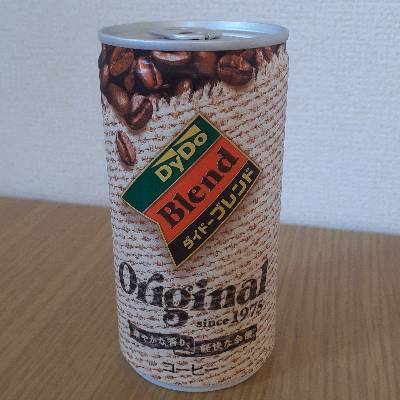 DyDo
Blend
ダイドーブレンド
Original
since 1975
コーヒー